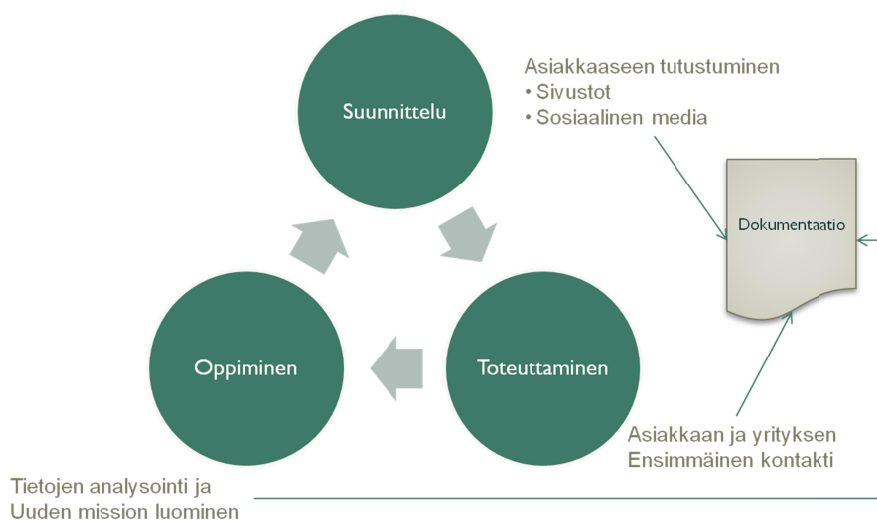 Suunnittelu
Asiakkaaseen tutustuminen
• Sivustot
• Sosiaalinen media
Dokumentaatio
Oppiminen
Toteuttaminen
Asiakkaan ja yrityksen
Ensimmäinen kontakti
Tietojen analysointi ja
Uuden mission luominen